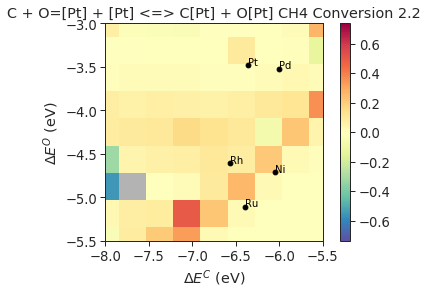 C + O=[Pt] + [Pt] <=> C[Pt] + O[Pt] CH4 Conversion 2.2
−3.0
−3.5
−4.0
−4.5
−5.0
−5.5
ΔE^O (eV)
Pt
Pd
Rh
Ni
Ru
−8.0 −7.5 −7.0 −6.5 −6.0 −5.5
ΔE^C (eV)
0.6
0.4
0.2
0.0
−0.2
−0.4
−0.6